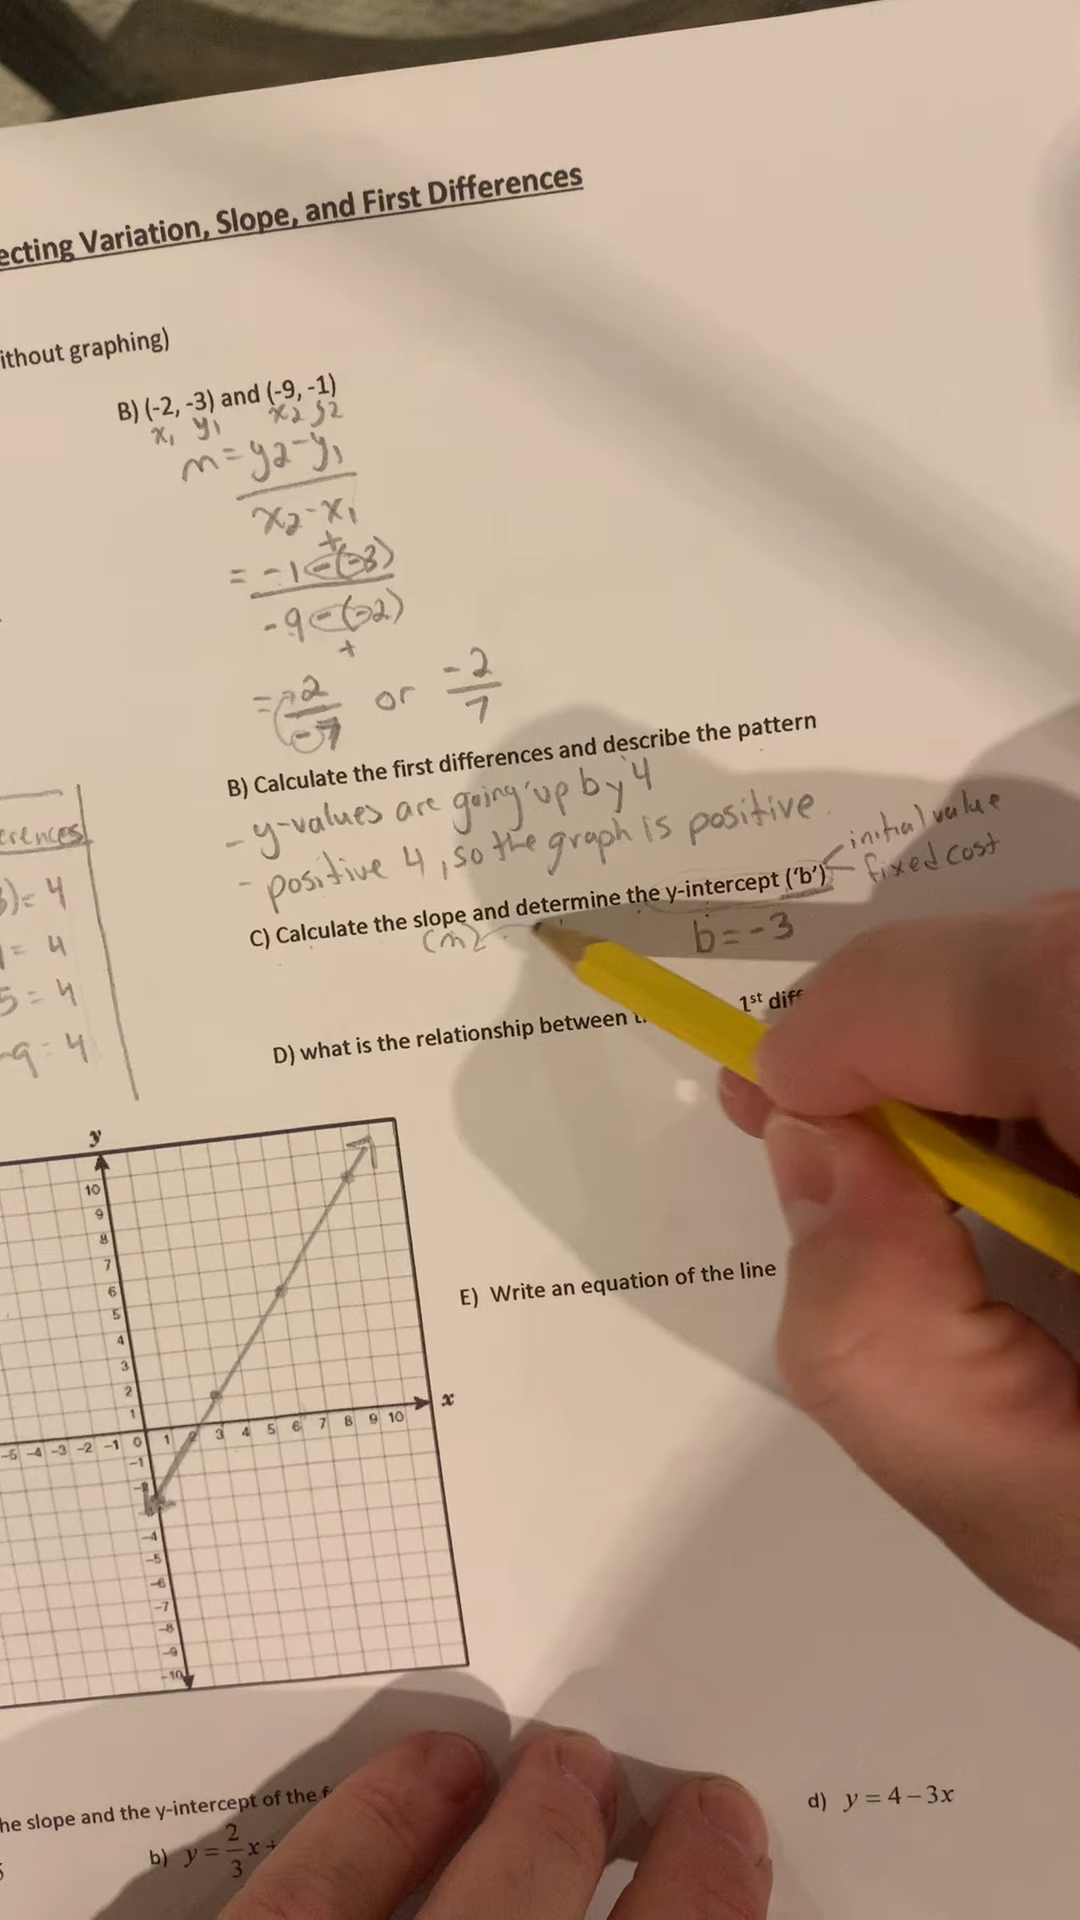 ecting Variation, Slope, and First Differences
ithout graphing)
B) (-2, -3) and (-9, -1)
x₁ y₁ x₂ y₂
m = y₂ - y₁
x₂ - x₁
+
= -1 - (-3)
-9 - (-2)
+
= 2/-7 or -2/7
B) Calculate the first differences and describe the pattern
- y-values are going up by 4
- positive 4, so the graph is positive.
initial value
fixed cost
C) Calculate the slope and determine the y-intercept ('b')
(m)
b = -3
erences
)= 4
= 4
5 = 4
-9 = 4
D) what is the relationship between
1st diff
y
10
9
8
7
6
5
4
3
2
1
x
-5 -4 -3 -2 -1 0 1 2 3 4 5 6 7 8 9 10
-1
-2
-4
-5
-6
-7
-8
-9
-10
E) Write an equation of the line
he slope and the y-intercept of the f
b) y = 2/3 x +
d) y = 4 - 3x